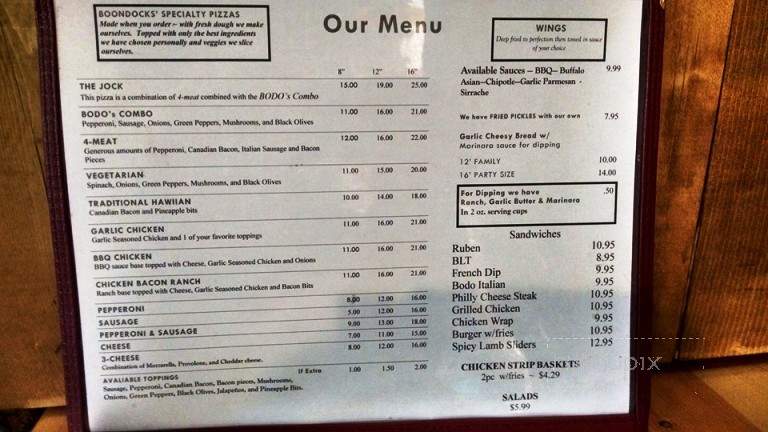 BOONDOCKS' SPECIALTY PIZZAS
Made when you order ~ with fresh dough we make
ourselves. Topped with only the best ingredients
we have chosen personally and veggies we slice
ourselves.
Our Menu
8" 12" 16"
THE JOCK 15.00 19.00 25.00
This pizza is a combination of 4-meat combined with the BODO's Combo
BODO's COMBO 11.00 16.00 21.00
Pepperoni, Sausage, Onions, Green Peppers, Mushrooms, and Black Olives
4-MEAT 12.00 16.00 22.00
Generous amounts of Pepperoni, Canadian Bacon, Italian Sausage and Bacon
Pieces
VEGETARIAN 11.00 15.00 20.00
Spinach, Onions, Green Peppers, Mushrooms, and Black Olives
TRADITIONAL HAWIIAN 10.00 14.00 18.00
Canadian Bacon and Pineapple bits
GARLIC CHICKEN 11.00 16.00 21.00
Garlic Seasoned Chicken and 1 of your favorite toppings
BBQ CHICKEN 11.00 16.00 21.00
BBQ sauce base topped with Cheese, Garlic Seasoned Chicken and Onions
CHICKEN BACON RANCH 11.00 16.00 21.00
Ranch base topped with Cheese, Garlic Seasoned Chicken and Bacon Bits
PEPPERONI 8.00 12.00 16.00
SAUSAGE 5.00 12.00 16.00
PEPPERONI & SAUSAGE 9.00 13.00 18.00
CHEESE 7.00 11.00 15.00
3-CHEESE 8.00 12.00 16.00
Combination of Mozzarella, Provolone, and Cheddar cheese.
AVALIABLE TOPPINGS If Extra 1.00 1.50 2.00
Sausage, Pepperoni, Canadian Bacon, Bacon pieces, Mushrooms,
Onions, Green Peppers, Black Olives, Jalapeños, and Pineapple Bits.
WINGS
Deep fried to perfection then tossed in sauce
of your choice
Available Sauces – BBQ– Buffalo 9.99
Asian–Chipotle–Garlic Parmesan -
Sirrache
We have FRIED PICKLES with our own 7.95
Garlic Cheesy Bread w/
Marinara sauce for dipping
12' FAMILY 10.00
16' PARTY SIZE 14.00
For Dipping we have .50
Ranch, Garlic Butter & Marinara
In 2 oz. serving cups
Sandwiches
Ruben 10.95
BLT 8.95
French Dip 9.95
Bodo Italian 9.95
Philly Cheese Steak 10.95
Grilled Chicken 10.95
Chicken Wrap 9.95
Burger w/fries 10.95
Spicy Lamb Sliders 12.95
CHICKEN STRIP BASKETS
2pc w/fries ~ $4.29
SALADS
$5.99